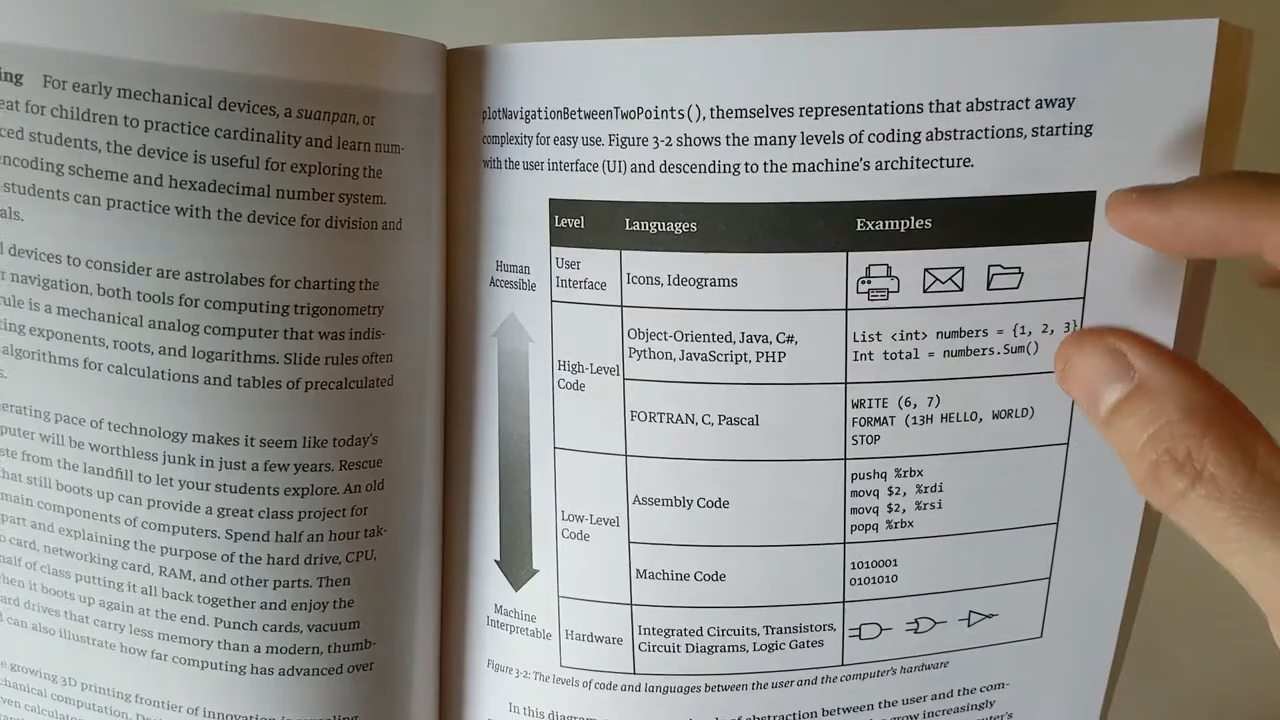 ing For early mechanical devices, a suanpan, or
eat for children to practice cardinality and learn num-
ced students, the device is useful for exploring the
ncoding scheme and hexadecimal number system.
students can practice with the device for division and
als.
l devices to consider are astrolabes for charting the
r navigation, both tools for computing trigonometry
rule is a mechanical analog computer that was indis-
ting exponents, roots, and logarithms. Slide rules often
algorithms for calculations and tables of precalculated
s.
erating pace of technology makes it seem like today's
puter will be worthless junk in just a few years. Rescue
ste from the landfill to let your students explore. An old
hat still boots up can provide a great class project for
main components of computers. Spend half an hour tak-
part and explaining the purpose of the hard drive, CPU,
o card, networking card, RAM, and other parts. Then
half of class putting it all back together and enjoy the
hen it boots up again at the end. Punch cards, vacuum
ard drives that carry less memory than a modern, thumb-
d can also illustrate how far computing has advanced over
e growing 3D printing frontier of innovation is
chanical computation.
plotNavigationBetweenTwoPoints(), themselves representations that abstract away
complexity for easy use. Figure 3-2 shows the many levels of coding abstractions, starting
with the user interface (UI) and descending to the machine's architecture.
Level Languages Examples
Human
Accessible
User
Interface
Icons, Ideograms
High-Level
Code
Object-Oriented, Java, C#,
Python, JavaScript, PHP
List <int> numbers = {1, 2, 3}
Int total = numbers.Sum()
FORTRAN, C, Pascal
WRITE (6, 7)
FORMAT (13H HELLO, WORLD)
STOP
Low-Level
Code
Assembly Code
pushq %rbx
movq $2, %rdi
movq $2, %rsi
popq %rbx
Machine Code
1010001
0101010
Machine
Interpretable
Hardware
Integrated Circuits, Transistors,
Circuit Diagrams, Logic Gates
Figure 3-2: The levels of code and languages between the user and the computer's hardware
In this diagram of abstraction between the user and the com-
grow increasingly